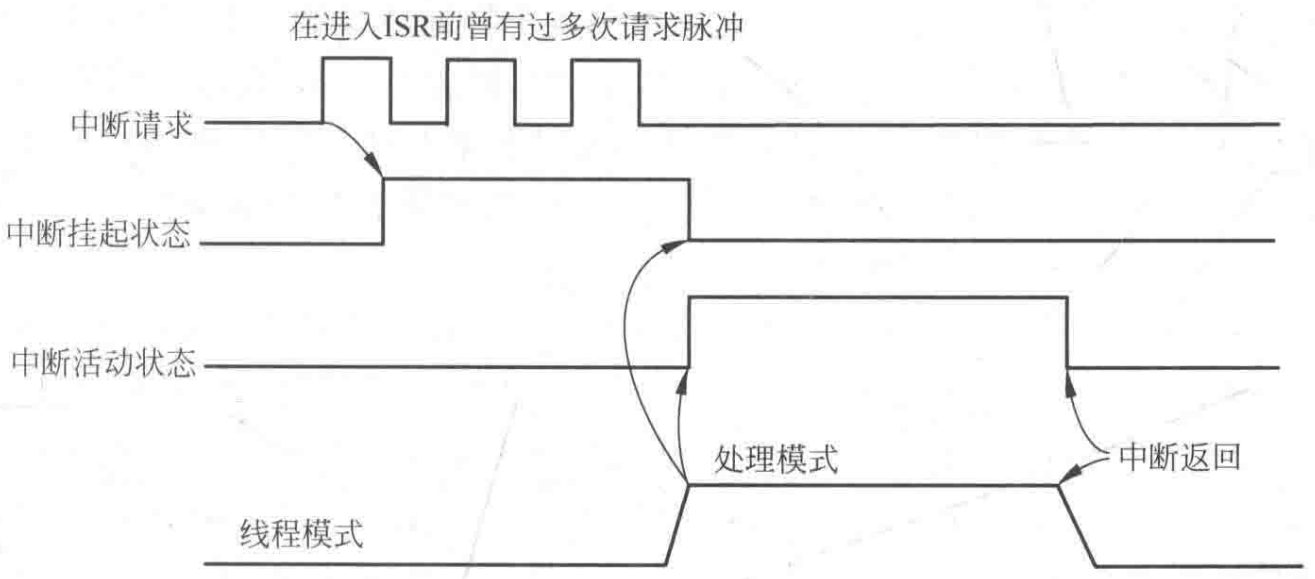 在进入ISR前曾有过多次请求脉冲
中断请求
中断挂起状态
中断活动状态
处理模式
中断返回
线程模式